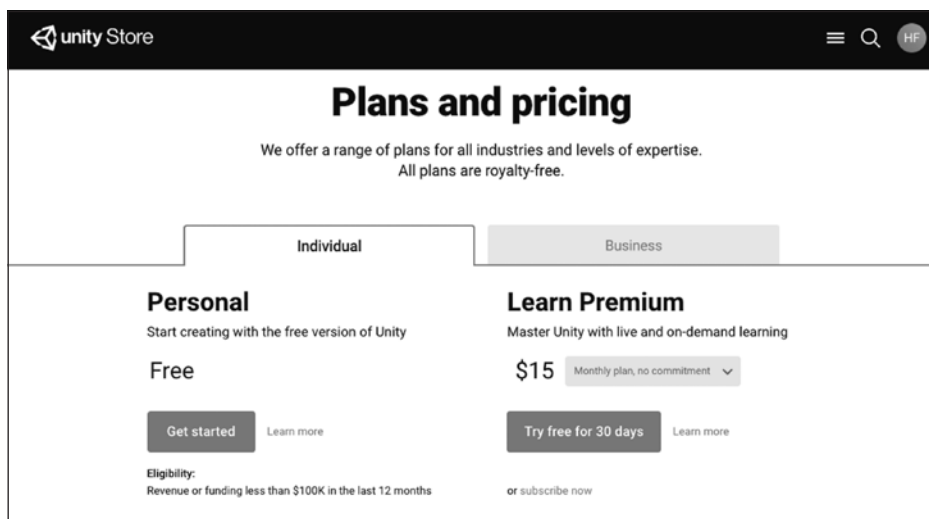 unity Store
HF
Plans and pricing
We offer a range of plans for all industries and levels of expertise.
All plans are royalty-free.
Individual
Business
Personal
Start creating with the free version of Unity
Free
Get started
Learn more
Eligibility:
Revenue or funding less than $100K in the last 12 months
Learn Premium
Master Unity with live and on-demand learning
$15
Monthly plan, no commitment
Try free for 30 days
Learn more
or subscribe now